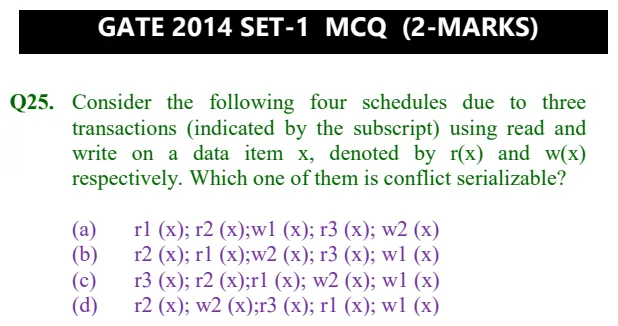 GATE 2014 SET-1 MCQ (2-MARKS)
Q25. Consider the following four schedules due to three
transactions (indicated by the subscript) using read and
write on a data item x, denoted by r(x) and w(x)
respectively. Which one of them is conflict serializable?
(a) r1 (x); r2 (x);w1 (x); r3 (x); w2 (x)
(b) r2 (x); r1 (x);w2 (x); r3 (x); w1 (x)
(c) r3 (x); r2 (x);r1 (x); w2 (x); w1 (x)
(d) r2 (x); w2 (x);r3 (x); r1 (x); w1 (x)